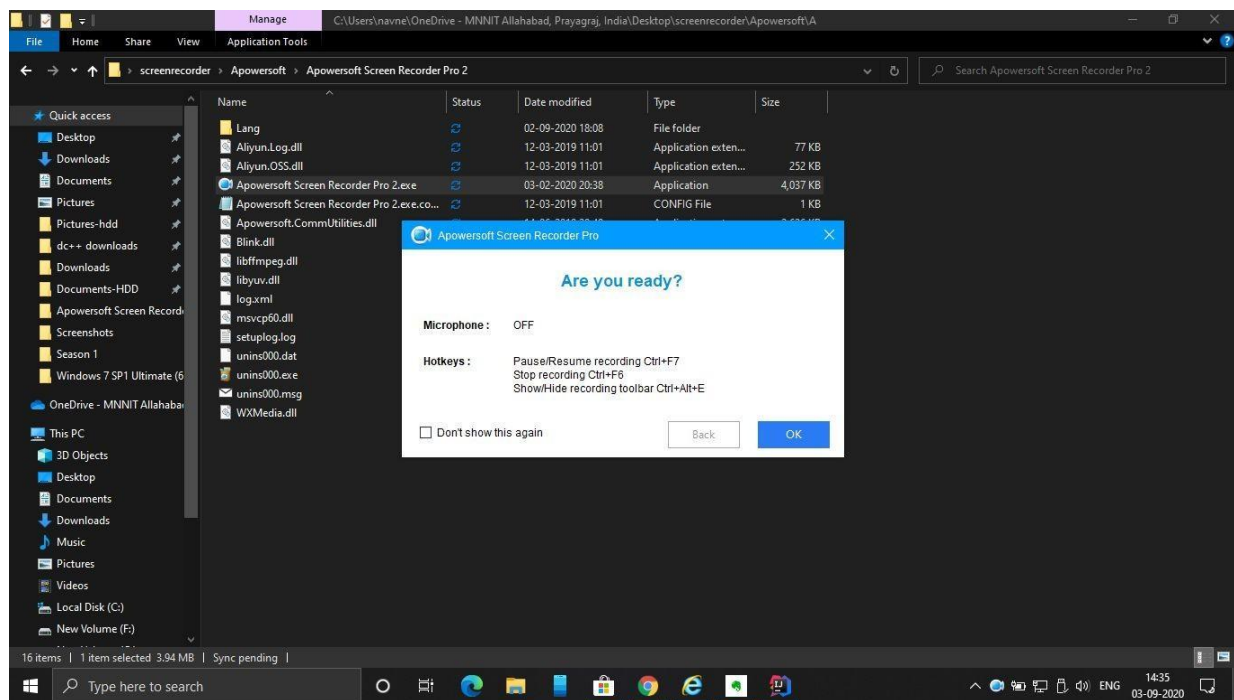 Manage
C:\Users\navne\OneDrive - MNNIT Allahabad, Prayagraj, India\Desktop\screenrecorder\Apowersoft\A
File Home Share View Application Tools
screenrecorder > Apowersoft > Apowersoft Screen Recorder Pro 2
Search Apowersoft Screen Recorder Pro 2
Quick access
Desktop
Downloads
Documents
Pictures
Pictures-hdd
dc++ downloads
Downloads
Documents-HDD
Apowersoft Screen Recorde
Screenshots
Season 1
Windows 7 SP1 Ultimate (6
OneDrive - MNNIT Allahabad
This PC
3D Objects
Desktop
Documents
Downloads
Music
Pictures
Videos
Local Disk (C:)
New Volume (F:)
Name Status Date modified Type Size
Lang 02-09-2020 18:08 File folder
Aliyun.Log.dll 12-03-2019 11:01 Application exten... 77 KB
Aliyun.OSS.dll 12-03-2019 11:01 Application exten... 252 KB
Apowersoft Screen Recorder Pro 2.exe 03-02-2020 20:38 Application 4,037 KB
Apowersoft Screen Recorder Pro 2.exe.co... 12-03-2019 11:01 CONFIG File 1 KB
Apowersoft.CommUtilities.dll
Blink.dll
libffmpeg.dll
libyuv.dll
log.xml
msvcp60.dll
setuplog.log
unins000.dat
unins000.exe
unins000.msg
WXMedia.dll
Apowersoft Screen Recorder Pro
Are you ready?
Microphone : OFF
Hotkeys : Pause/Resume recording Ctrl+F7
Stop recording Ctrl+F6
Show/Hide recording toolbar Ctrl+Alt+E
Don't show this again
Back OK
16 items | 1 item selected 3.94 MB | Sync pending |
Type here to search
ENG
14:35
03-09-2020